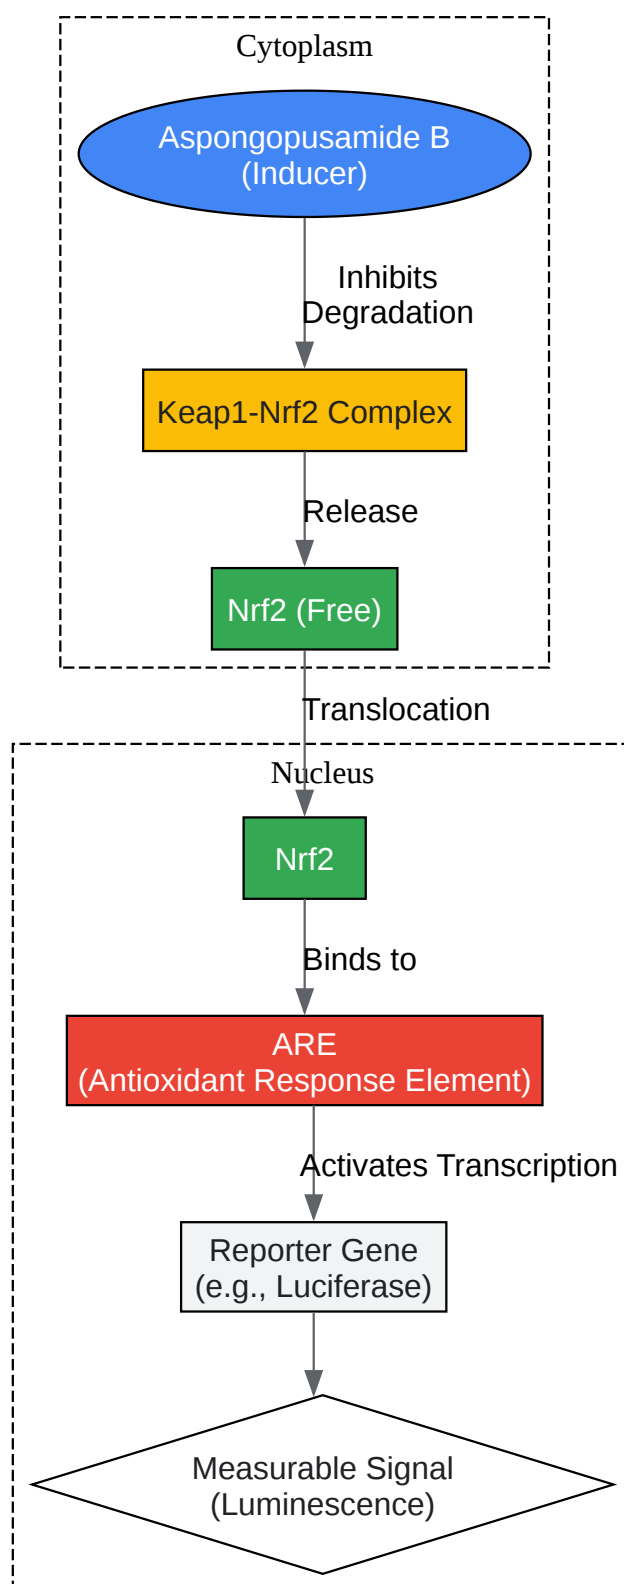 Cytoplasm
Aspongopusamide B
(Inducer)
Inhibits
Degradation
Keap1-Nrf2 Complex
Release
Nrf2 (Free)
Translocation
Nucleus
Nrf2
Binds to
ARE
(Antioxidant Response Element)
Activates Transcription
Reporter Gene
(e.g., Luciferase)
Measurable Signal
(Luminescence)